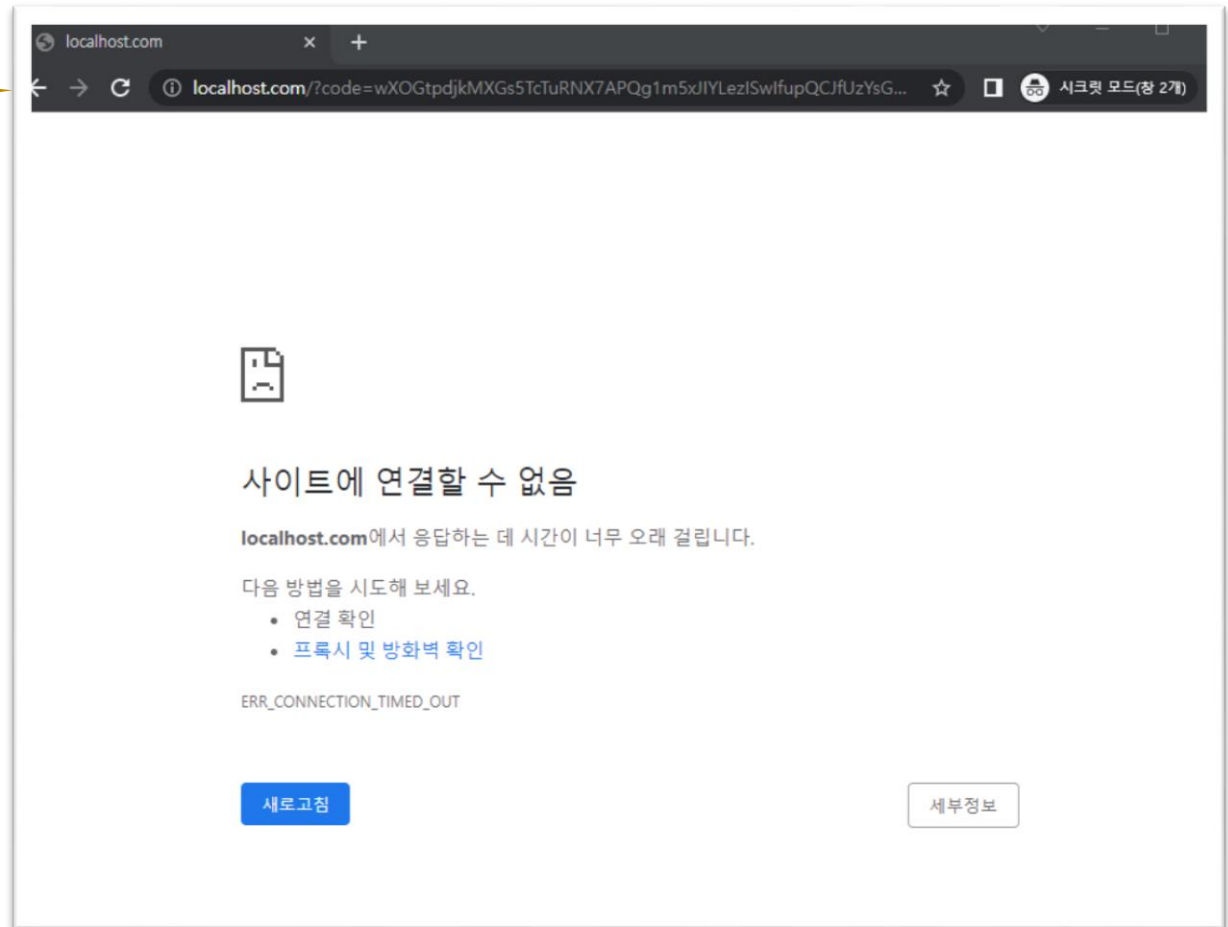 localhost.com
localhost.com/?code=wXOGtpdjkMXGs5TcTuRNX7APQg1m5xJIYLezISwIfupQCJfUzYsG...
시크릿 모드(창 2개)
사이트에 연결할 수 없음
localhost.com에서 응답하는 데 시간이 너무 오래 걸립니다.
다음 방법을 시도해 보세요.
연결 확인
프록시 및 방화벽 확인
ERR_CONNECTION_TIMED_OUT
새로고침
세부정보